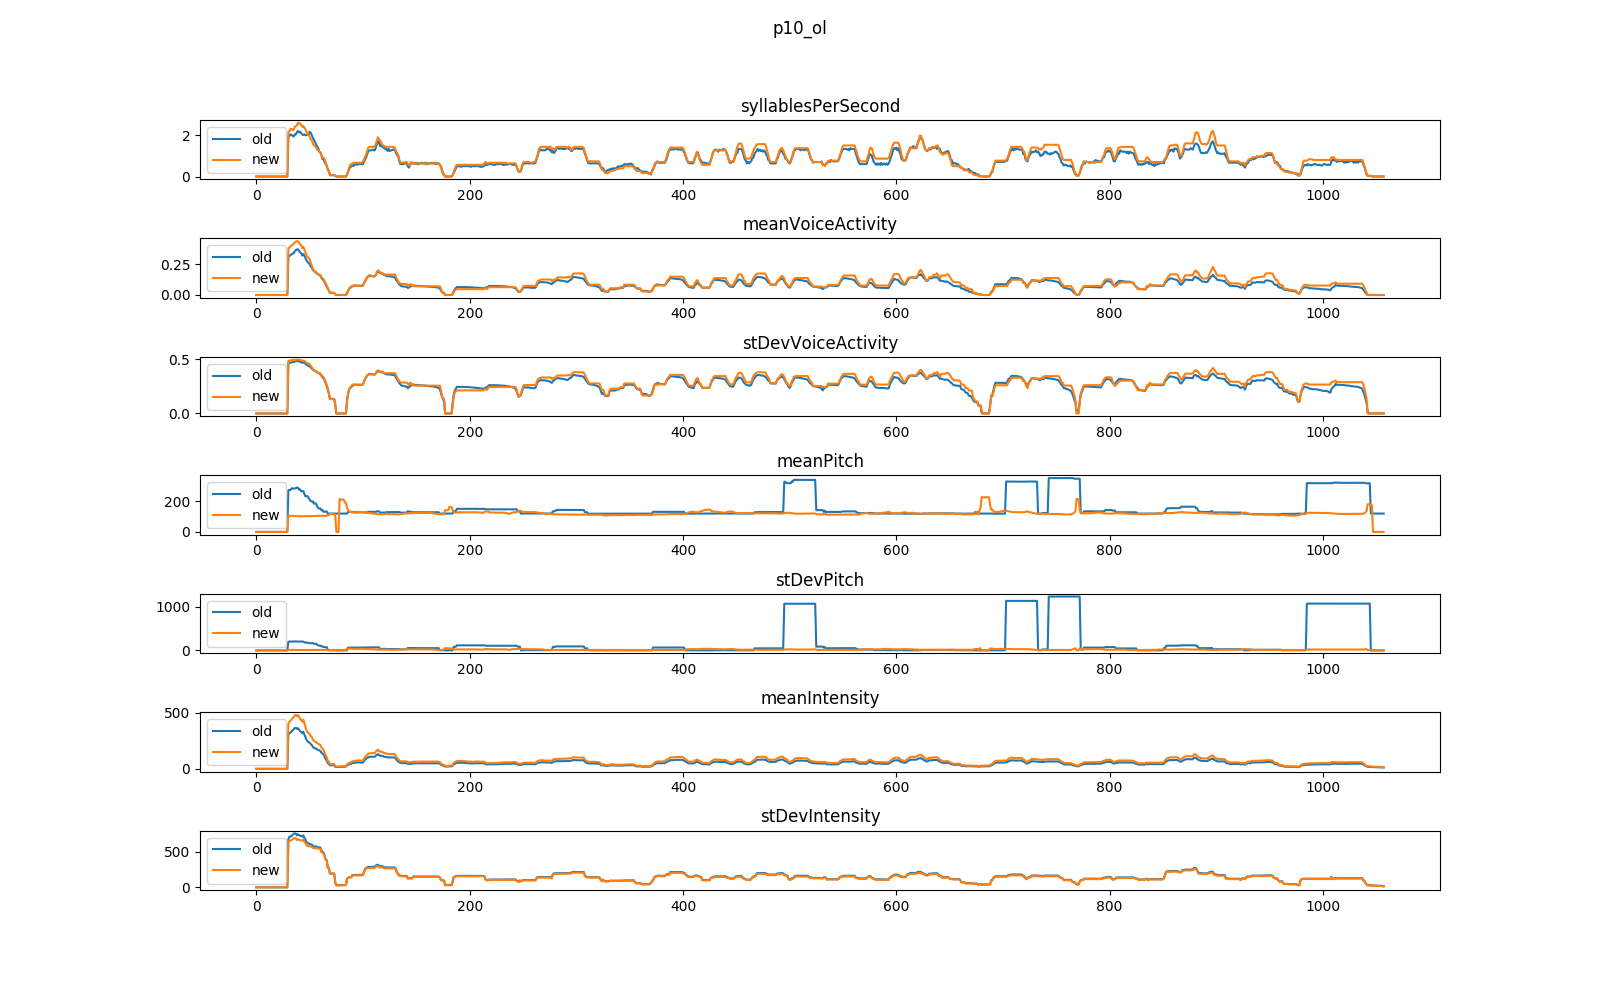 p10_ol
syllablesPerSecond
2
0
old
new
0 200 400 600 800 1000
meanVoiceActivity
0.25
0.00
old
new
0 200 400 600 800 1000
stDevVoiceActivity
0.5
0.0
old
new
0 200 400 600 800 1000
meanPitch
200
0
old
new
0 200 400 600 800 1000
stDevPitch
1000
0
old
new
0 200 400 600 800 1000
meanIntensity
500
0
old
new
0 200 400 600 800 1000
stDevIntensity
500
0
old
new
0 200 400 600 800 1000